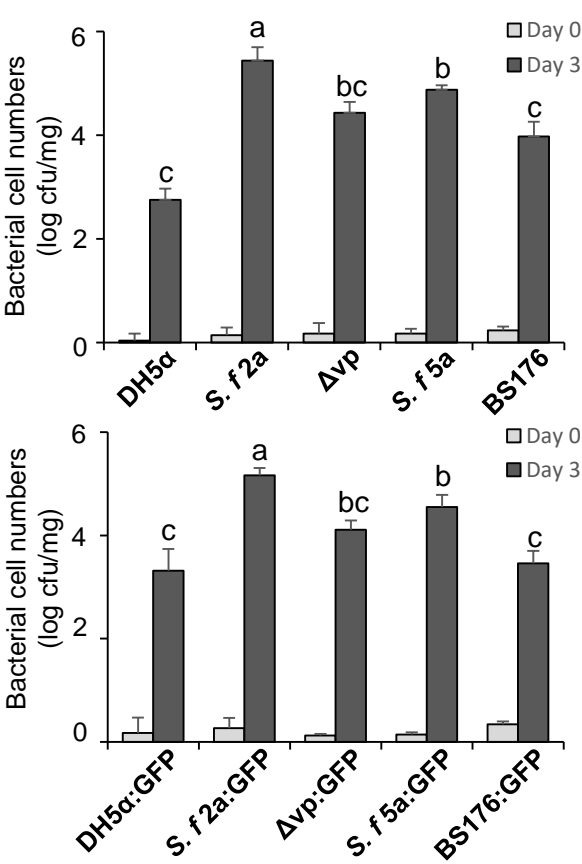 Bacterial cell numbers
(log cfu/mg)
6
4
2
0
Day 0
Day 3
c
a
bc
b
c
DH5α
S. f 2a
Δvp
S. f 5a
BS176
Bacterial cell numbers
(log cfu/mg)
6
4
2
0
Day 0
Day 3
c
a
bc
b
c
DH5α:GFP
S. f 2a:GFP
Δvp:GFP
S. f 5a:GFP
BS176:GFP